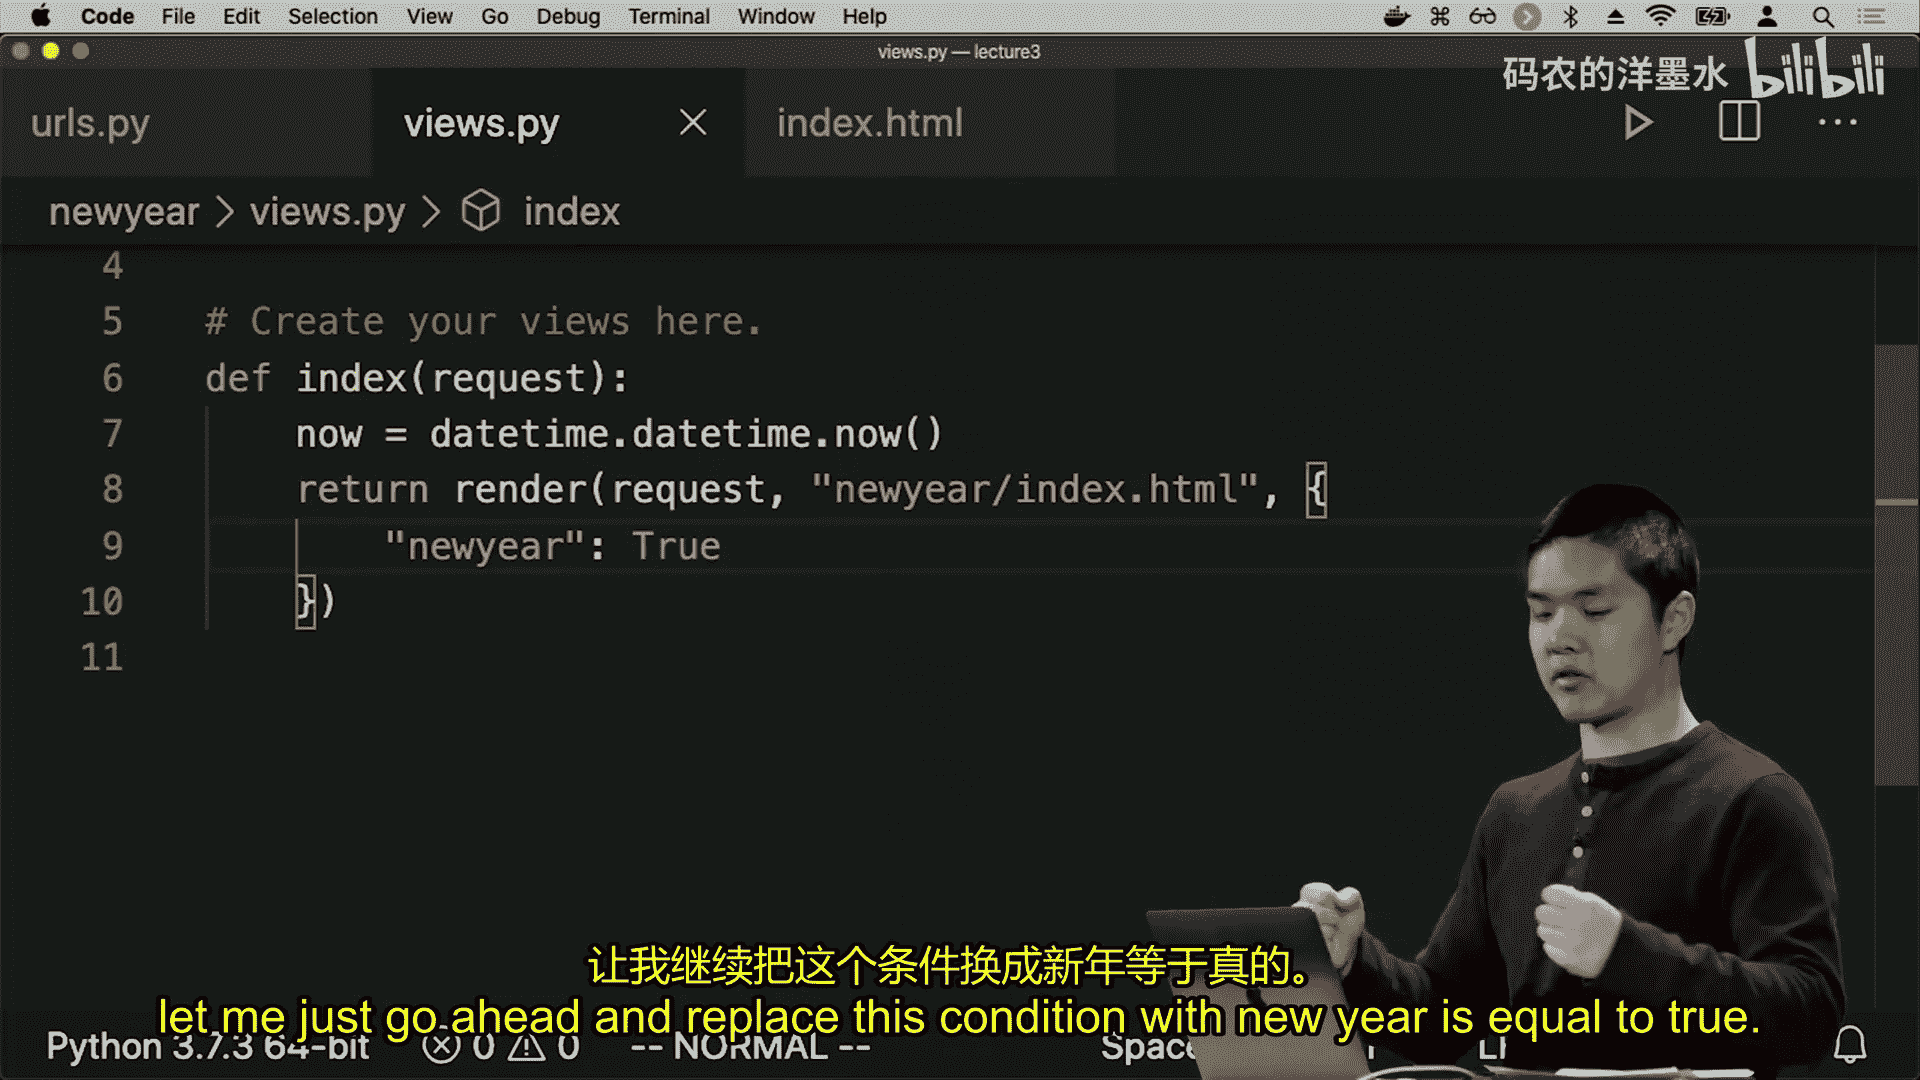 Code File Edit Selection View Go Debug Terminal Window Help
views.py — lecture3
码农的洋墨水 bilibili
urls.py views.py index.html
newyear > views.py > index
4
5 # Create your views here.
6 def index(request):
7 now = datetime.datetime.now()
8 return render(request, "newyear/index.html", {
9 "newyear": True
10 })
11
让我继续把这个条件换成新年等于真的。
let me just go ahead and replace this condition with new year is equal to true.
Python 3.7.3 64-bit 0 0 -- NORMAL --